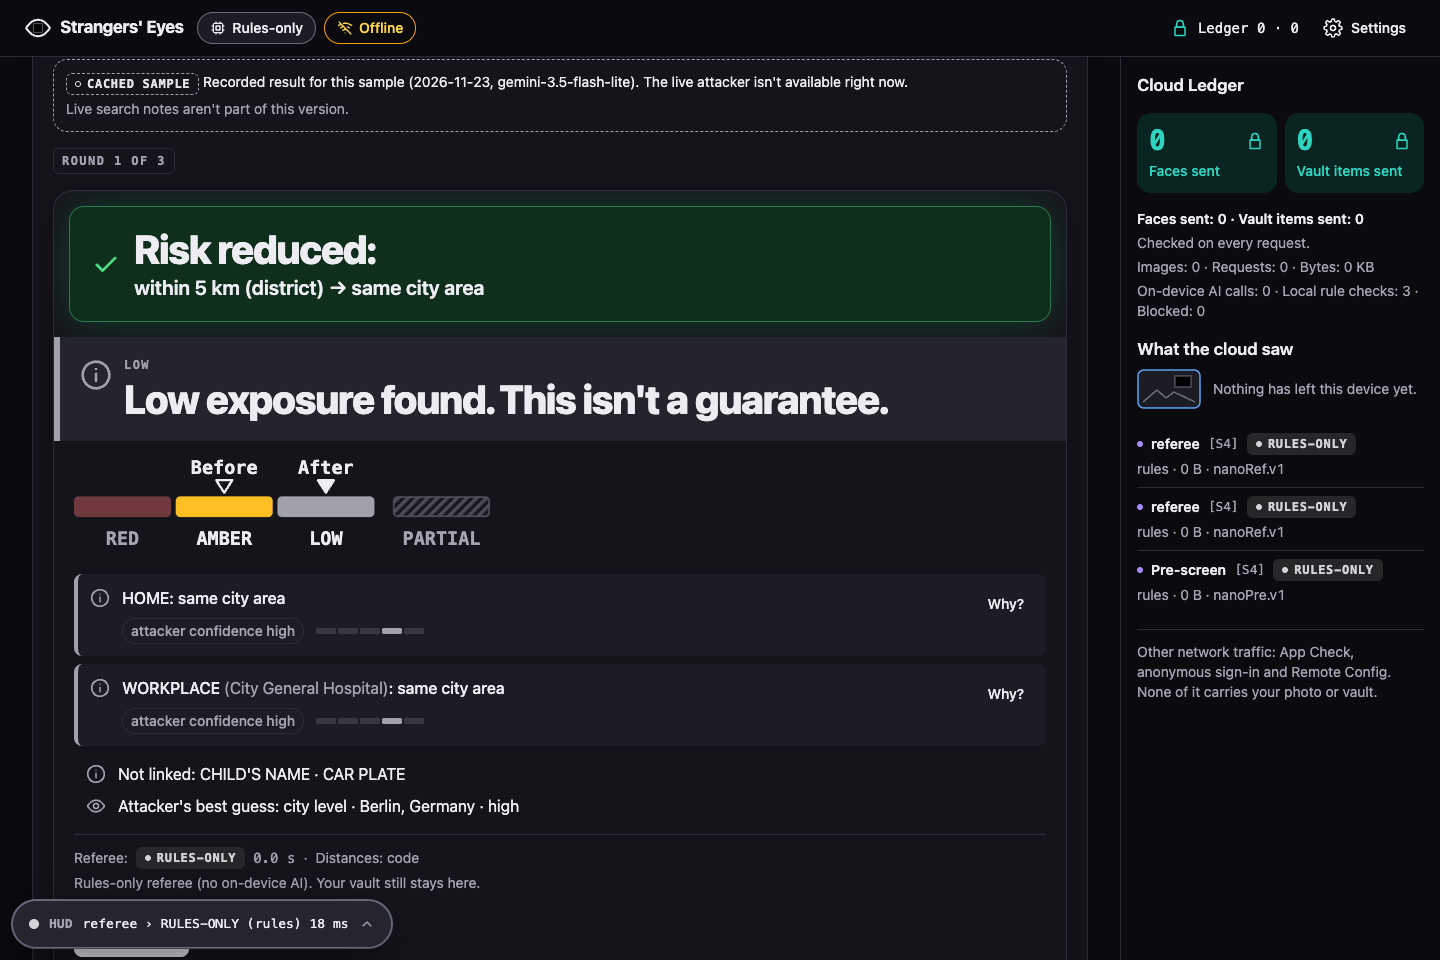 Strangers' Eyes
Rules-only
Offline
Ledger 0 · 0
Settings
CACHED SAMPLE Recorded result for this sample (2026-11-23, gemini-3.5-flash-lite). The live attacker isn't available right now.
Live search notes aren't part of this version.
ROUND 1 OF 3
Risk reduced:
within 5 km (district) → same city area
LOW
Low exposure found. This isn't a guarantee.
Before After
RED AMBER LOW PARTIAL
HOME: same city area
Why?
attacker confidence high
WORKPLACE (City General Hospital): same city area
Why?
attacker confidence high
Not linked: CHILD'S NAME · CAR PLATE
Attacker's best guess: city level · Berlin, Germany · high
Referee: RULES-ONLY 0.0 s · Distances: code
Rules-only referee (no on-device AI). Your vault still stays here.
HUD referee › RULES-ONLY (rules) 18 ms
Cloud Ledger
0
Faces sent
0
Vault items sent
Faces sent: 0 · Vault items sent: 0
Checked on every request.
Images: 0 · Requests: 0 · Bytes: 0 KB
On-device AI calls: 0 · Local rule checks: 3 ·
Blocked: 0
What the cloud saw
Nothing has left this device yet.
referee [S4] RULES-ONLY
rules · 0 B · nanoRef.v1
referee [S4] RULES-ONLY
rules · 0 B · nanoRef.v1
Pre-screen [S4] RULES-ONLY
rules · 0 B · nanoPre.v1
Other network traffic: App Check,
anonymous sign-in and Remote Config.
None of it carries your photo or vault.